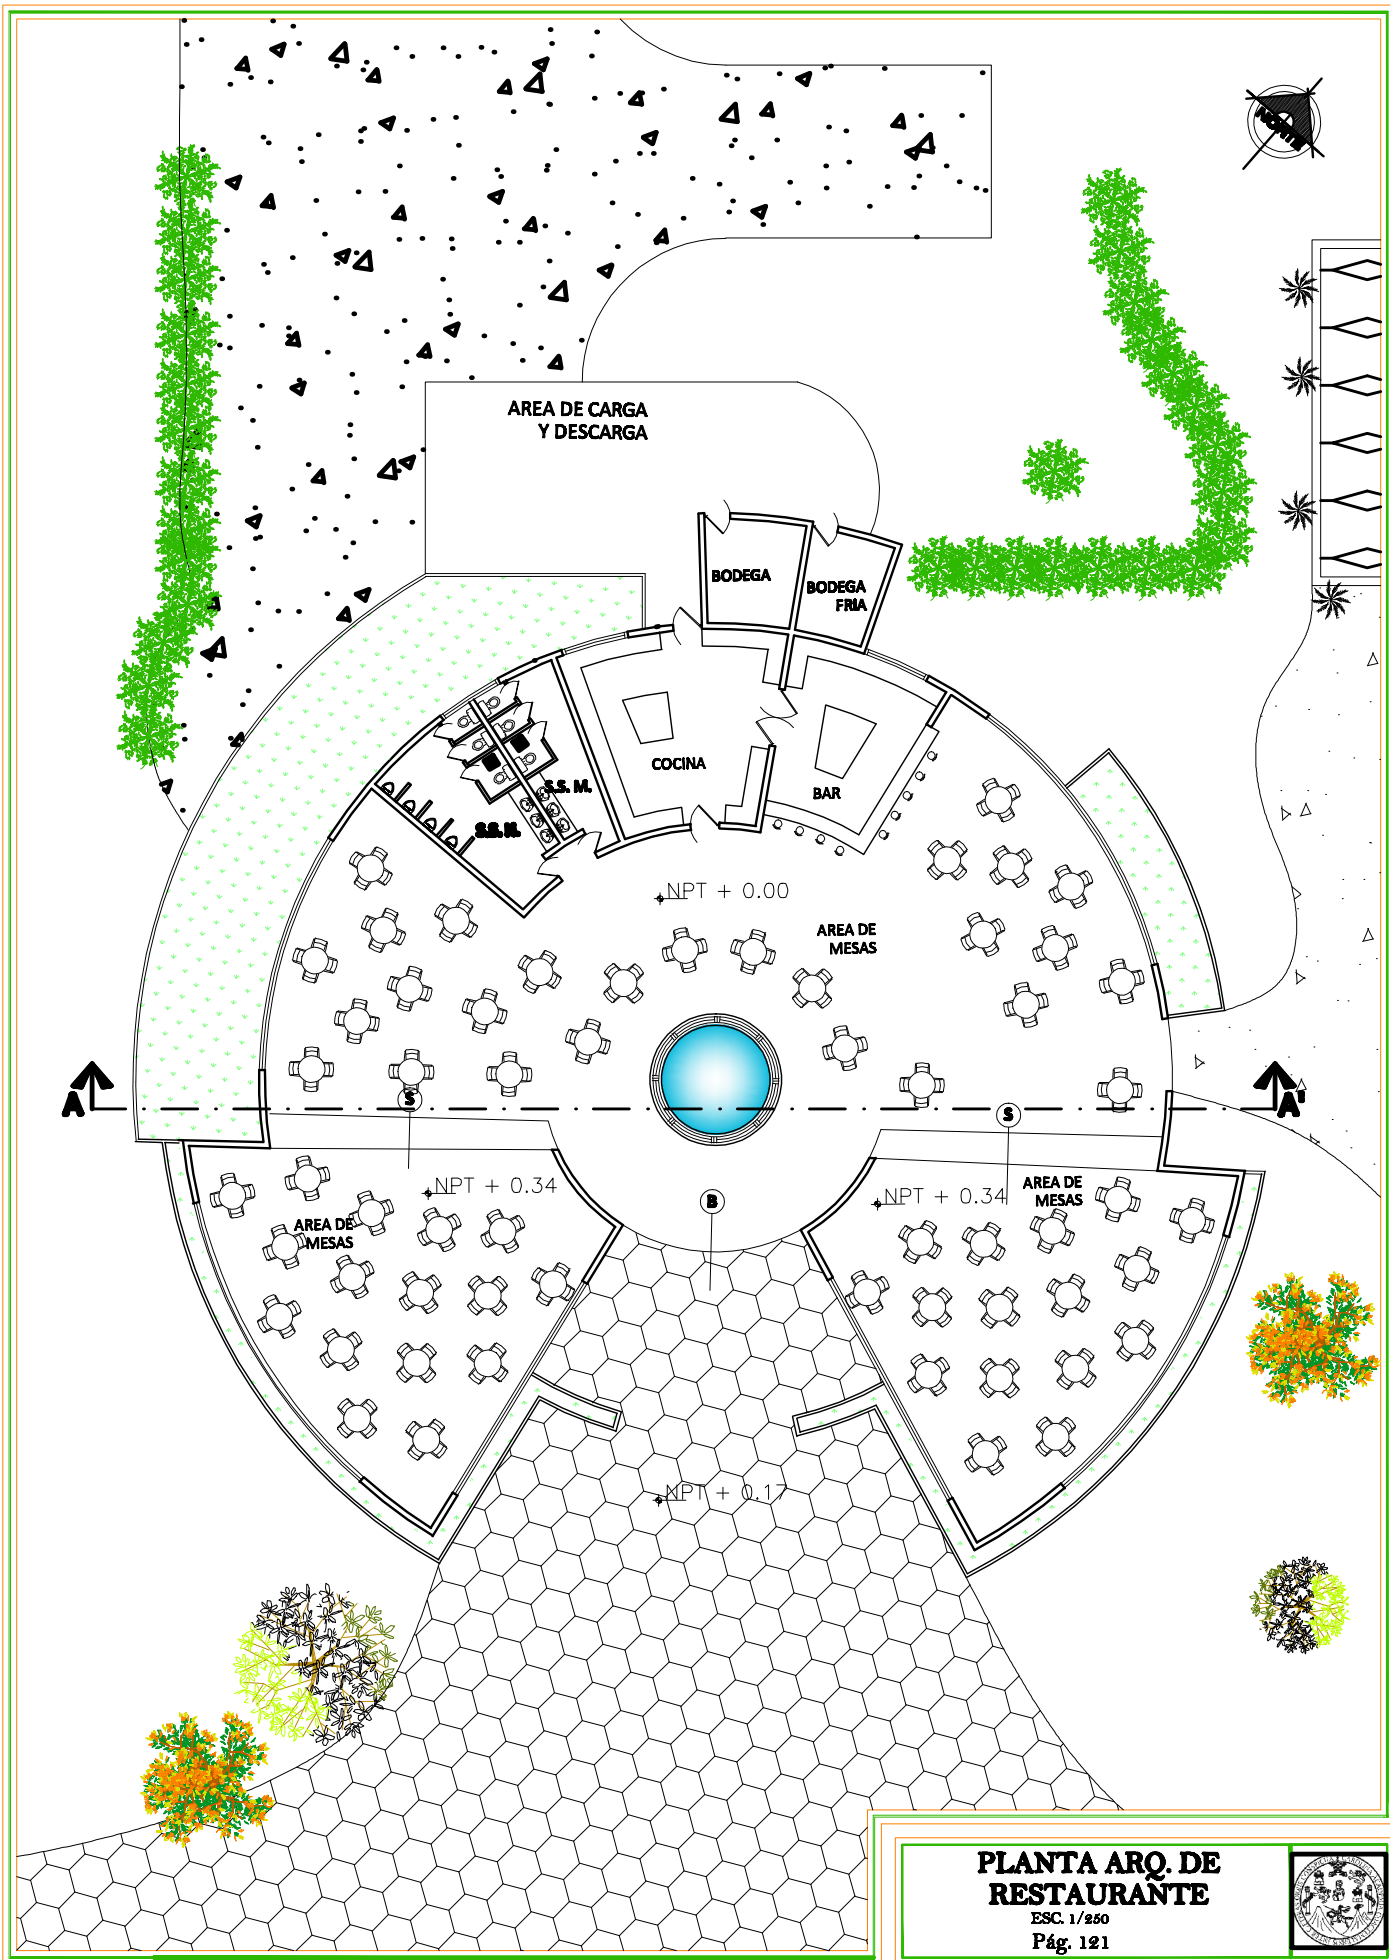 NORTE
AREA DE CARGA
Y DESCARGA
BODEGA
BODEGA
FRIA
COCINA
BAR
S.S. M.
S.S. H.
NPT + 0.00
AREA DE
MESAS
A
A'
S
S
B
NPT + 0.34
AREA DE
MESAS
NPT + 0.34
AREA DE
MESAS
NPT + 0.17
PLANTA ARQ. DE
RESTAURANTE
ESC. 1/250
Pág. 121